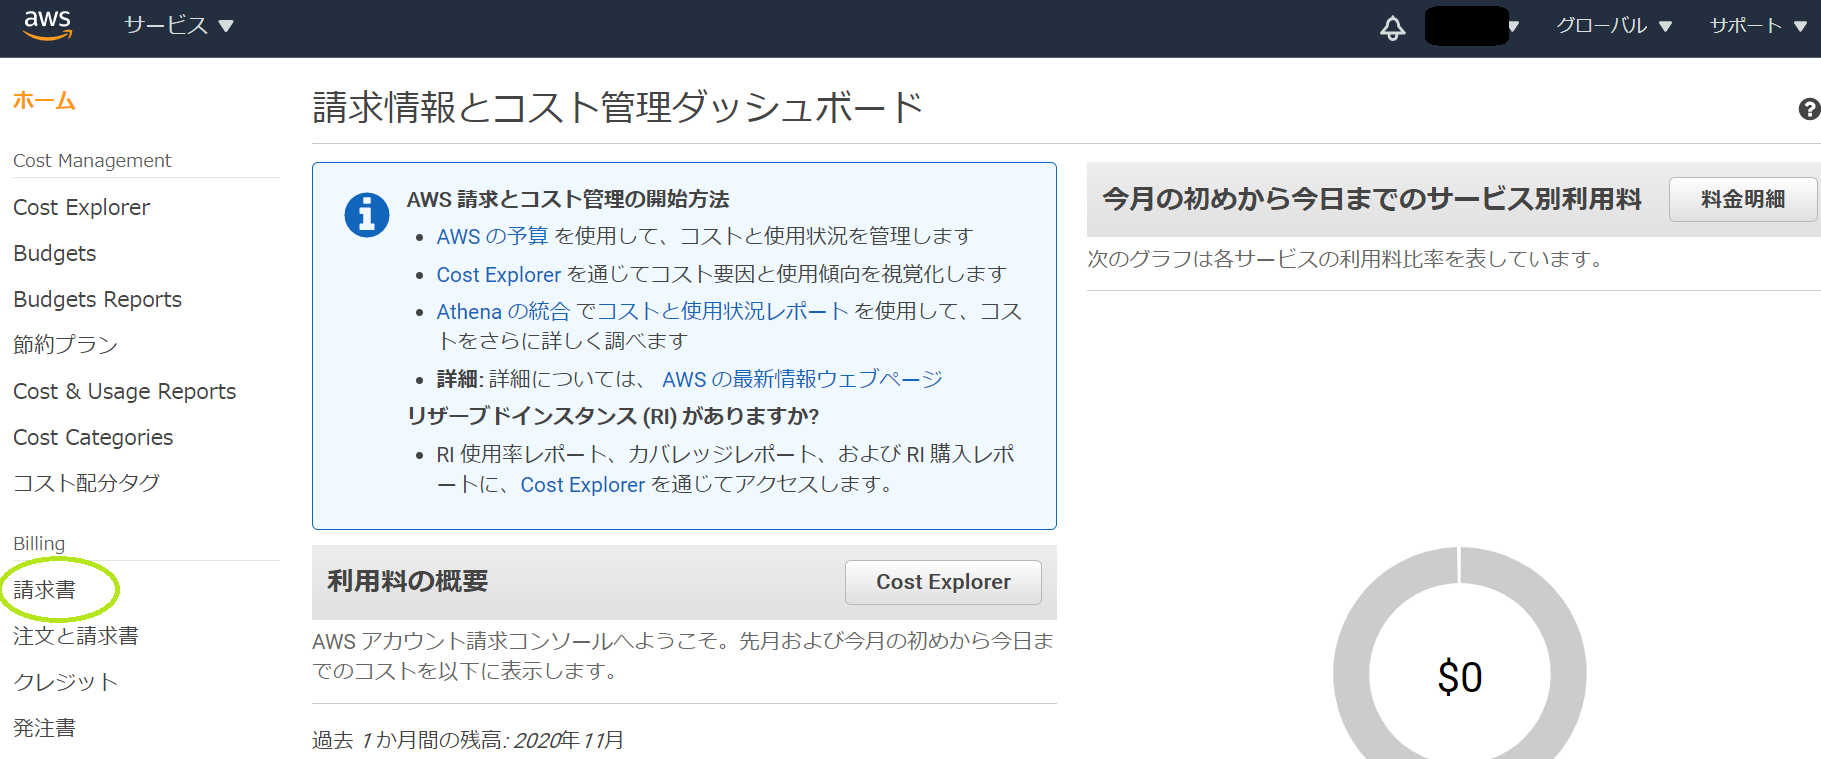 aws
サービス
グローバル
サポート
ホーム
Cost Management
Cost Explorer
Budgets
Budgets Reports
節約プラン
Cost & Usage Reports
Cost Categories
コスト配分タグ
Billing
請求書
注文と請求書
クレジット
発注書
請求情報とコスト管理ダッシュボード
?
AWS 請求とコスト管理の開始方法
• AWS の予算 を使用して、コストと使用状況を管理します
• Cost Explorer を通じてコスト要因と使用傾向を視覚化します
• Athena の統合 でコストと使用状況レポート を使用して、コス
トをさらに詳しく調べます
• 詳細: 詳細については、 AWS の最新情報ウェブページ
リザーブドインスタンス (RI) がありますか?
• RI 使用率レポート、カバレッジレポート、および RI 購入レポ
ートに、Cost Explorer を通じてアクセスします。
利用料の概要
Cost Explorer
AWS アカウント請求コンソールへようこそ。先月および今月の初めから今日ま
でのコストを以下に表示します。
過去 1 か月間の残高: 2020年11月
今月の初めから今日までのサービス別利用料
料金明細
次のグラフは各サービスの利用料比率を表しています。
$0